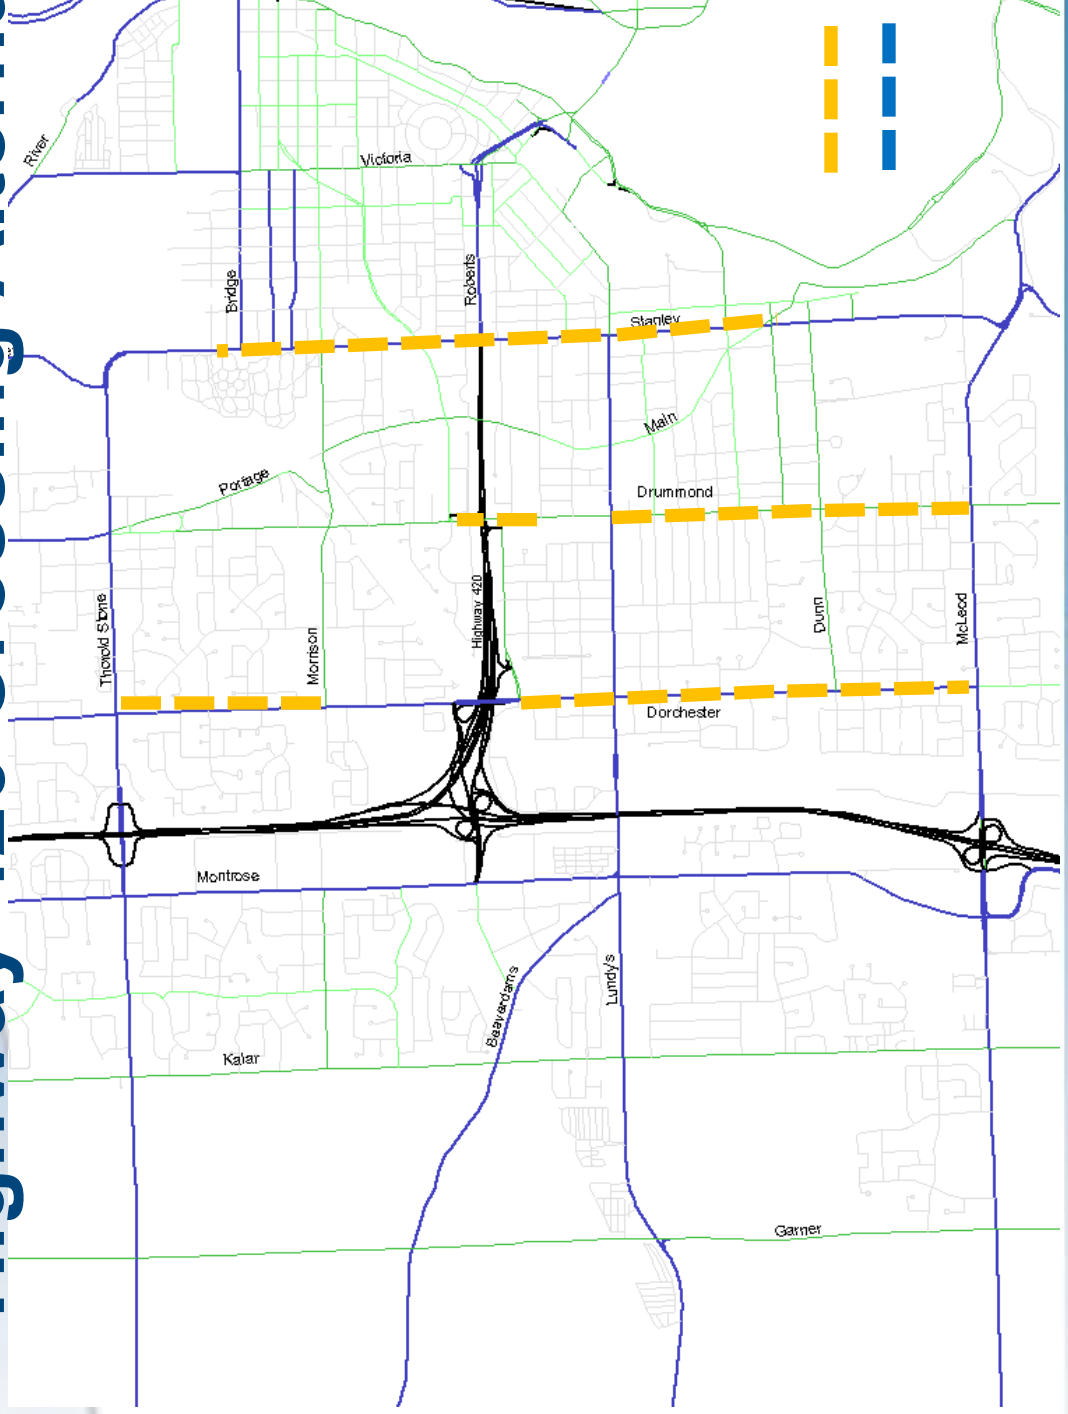 River
Victoria
Bridge
Roberts
Stanley
Main
Portage
Drummond
Highway 420
Thorold Stone
Morrison
Dunn
McLeod
Dorchester
Montrose
Beaverdams
Lundy's
Kalar
Garner